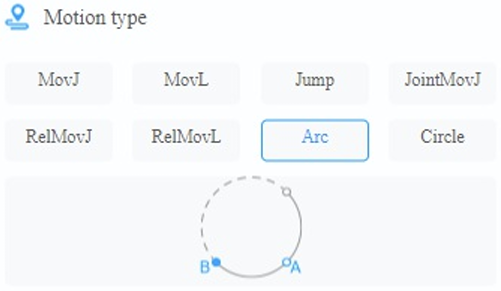 Motion type
MovJ MovL Jump JointMovJ
RelMovJ RelMovL Arc Circle
B A